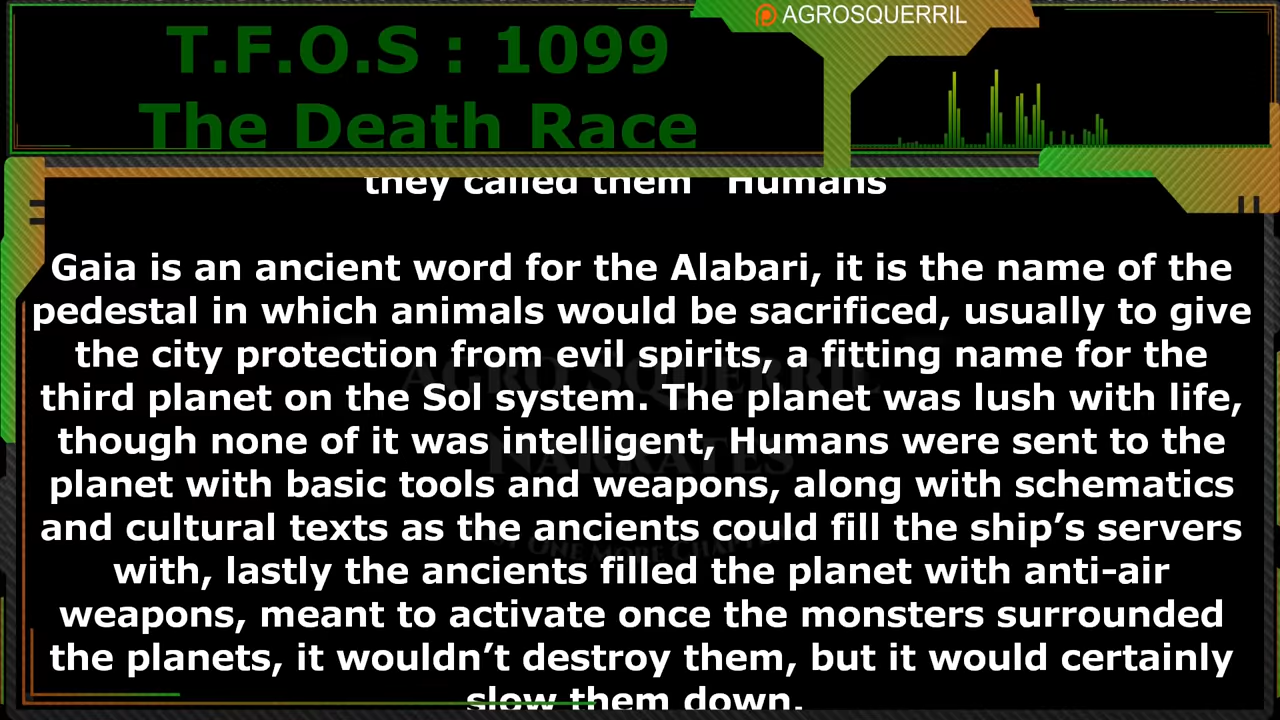 AGROSQUERRIL
T.F.O.S : 1099
The Death Race
they called them "Humans"
Gaia is an ancient word for the Alabari, it is the name of the
pedestal in which animals would be sacrificed, usually to give
the city protection from evil spirits, a fitting name for the
third planet on the Sol system. The planet was lush with life,
though none of it was intelligent, Humans were sent to the
planet with basic tools and weapons, along with schematics
and cultural texts as the ancients could fill the ship’s servers
with, lastly the ancients filled the planet with anti-air
weapons, meant to activate once the monsters surrounded
the planets, it wouldn’t destroy them, but it would certainly
slow them down.